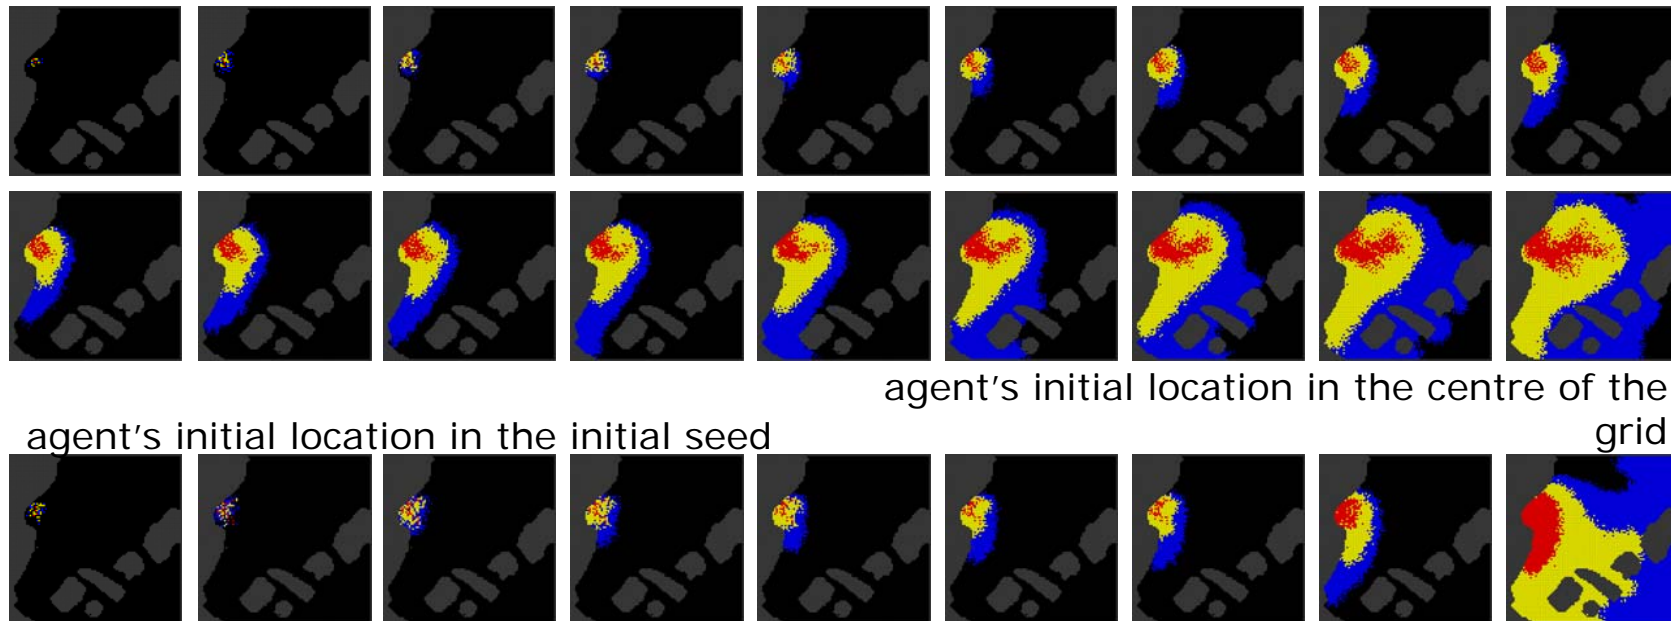 agent's initial location in the centre of the
grid
agent's initial location in the initial seed